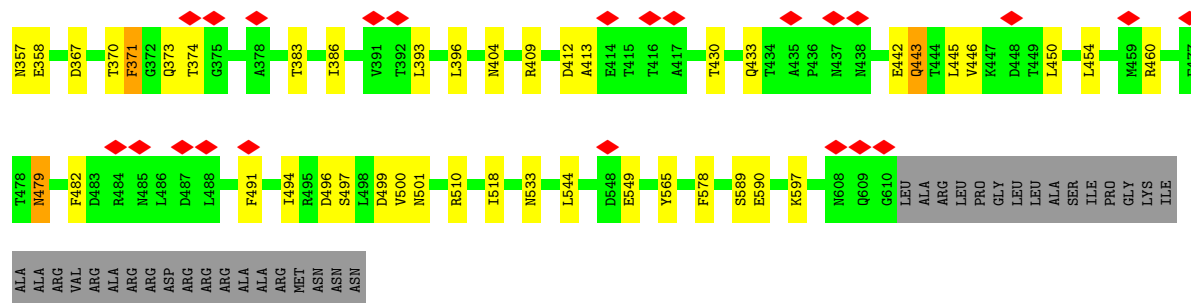 N357 E358 D367 T370 F371 G372 Q373 T374 G375 A378 T383 I386 V391 T392 L393 L396 N404 R409 D412 A413 E414 T415 T416 A417 T430 Q433 T434 A435 P436 N437 N438 E442 Q443 T444 L445 V446 K447 D448 T449 L450 L454 M459 R460
T478 N479 F482 D483 R484 N485 L486 D487 L488 F491 I494 R495 D496 S497 L498 D499 V500 N501 R510 I518 N533 L544 D548 E549 Y565 F578 S589 E590 K597 N608 Q609 G610 LEU ALA ARG LEU PRO GLY LEU LEU ALA SER ILE PRO GLY LYS ILE
ALA ALA ARG VAL ARG ALA ARG ARG ASP ARG ARG ARG ALA ALA ARG MET ASN ASN ASN